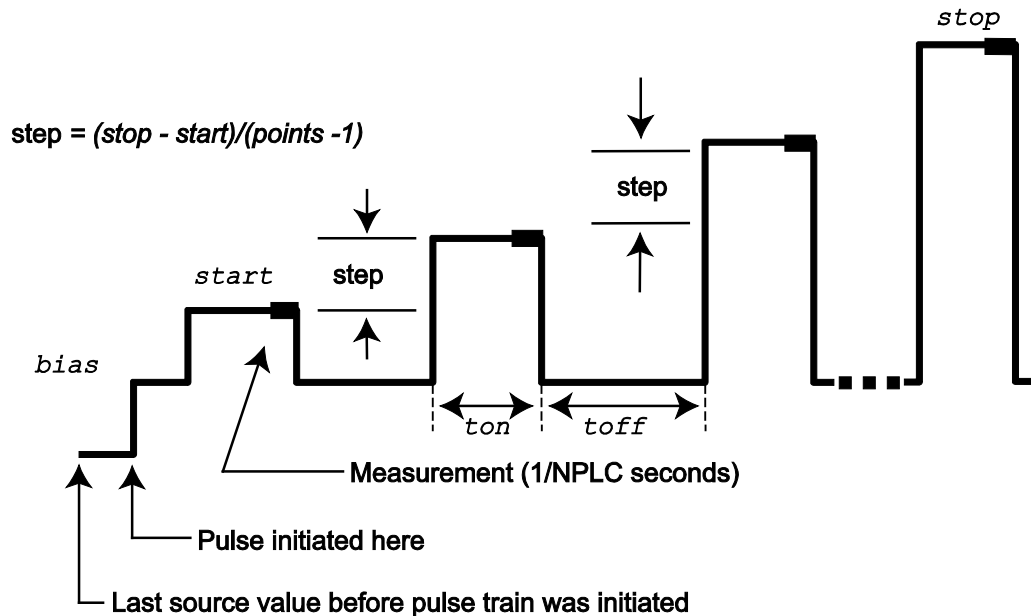 stop
step = (stop - start)/(points -1)
step
start
step
bias
ton
toff
Measurement (1/NPLC seconds)
Pulse initiated here
Last source value before pulse train was initiated